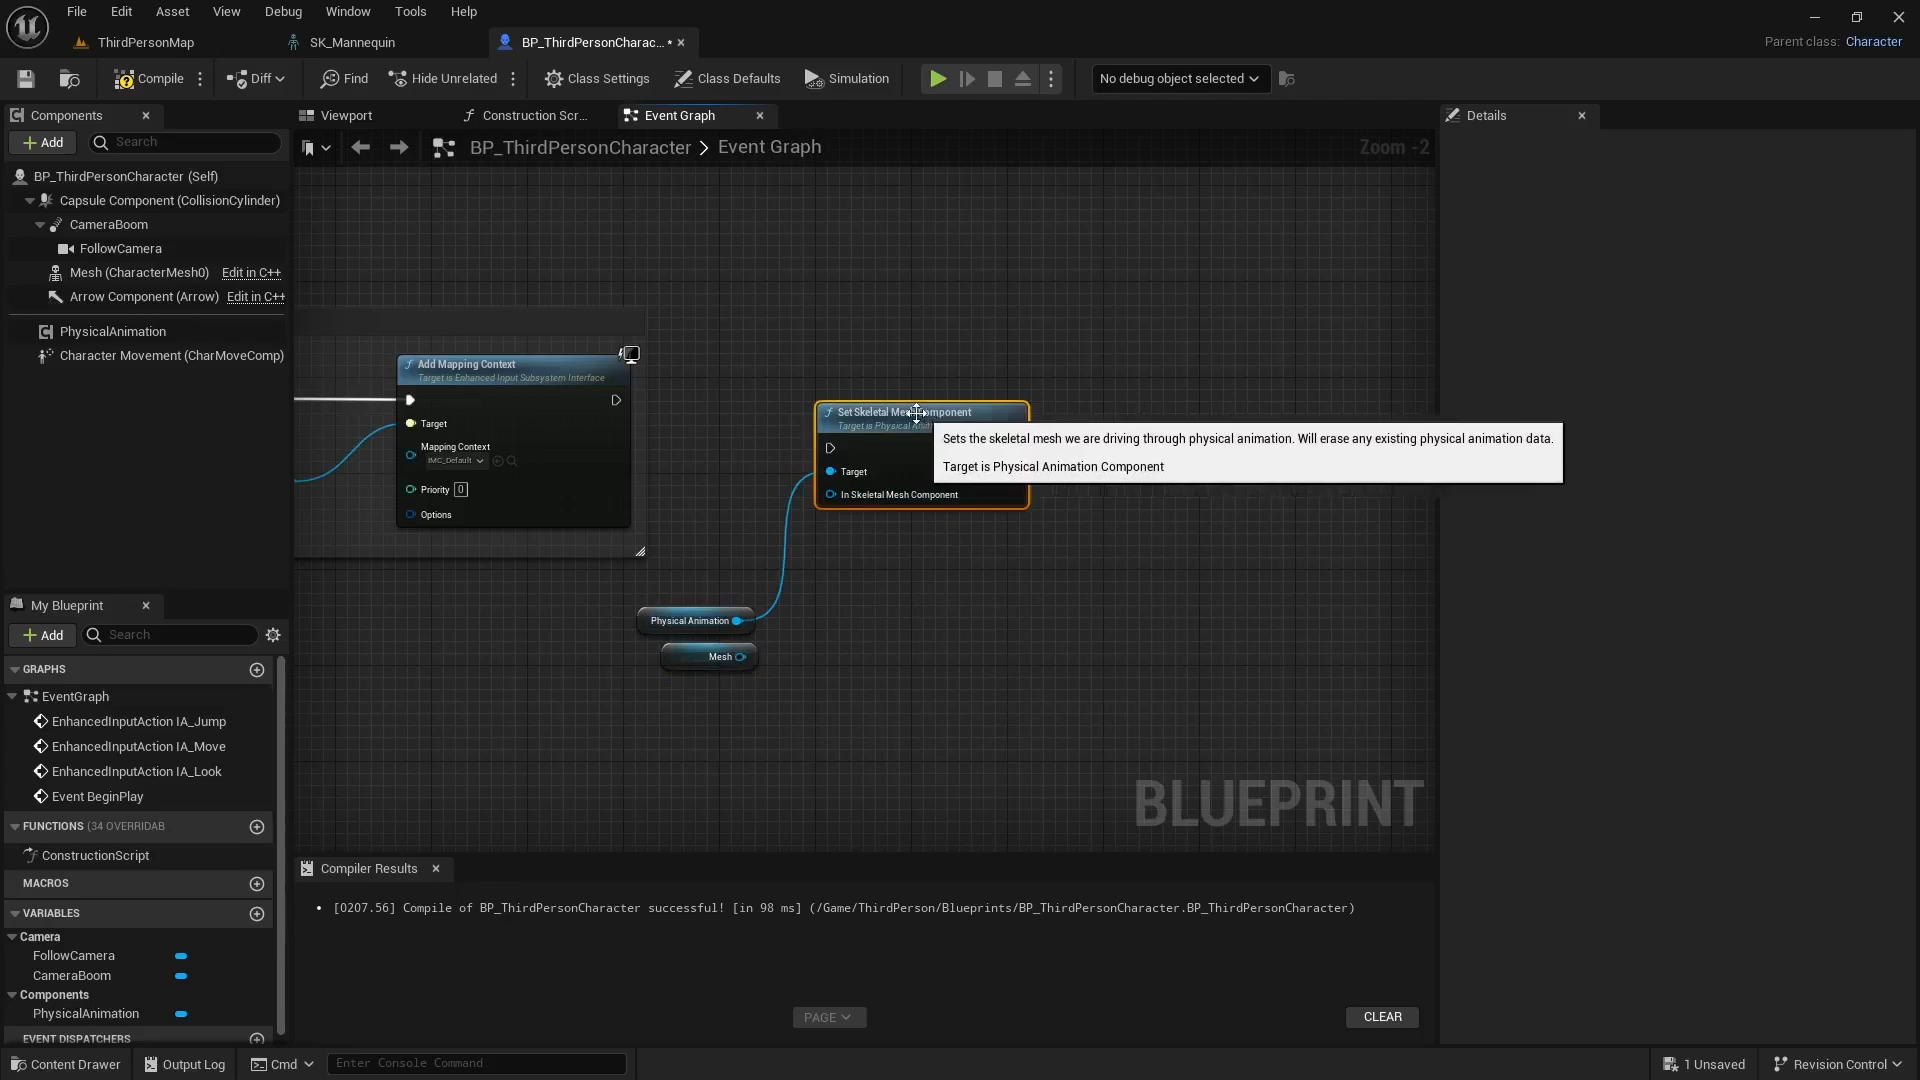 File Edit Asset View Debug Window Tools Help
ThirdPersonMap
SK_Mannequin
BP_ThirdPersonCharac... *
Parent class: Character
Compile
Diff
Find
Hide Unrelated
Class Settings
Class Defaults
Simulation
No debug object selected
Components
Add
Search
BP_ThirdPersonCharacter (Self)
Capsule Component (CollisionCylinder)
CameraBoom
FollowCamera
Mesh (CharacterMesh0) Edit in C++
Arrow Component (Arrow) Edit in C++
PhysicalAnimation
Character Movement (CharMoveComp)
Viewport
Construction Scr...
Event Graph
BP_ThirdPersonCharacter > Event Graph
Zoom -2
Add Mapping Context
Target is Enhanced Input Subsystem Interface
Target
Mapping Context
IMC_Default
Priority 0
Options
Target
In Skeletal Mesh Component
Sets the skeletal mesh we are driving through physical animation. Will erase any existing physical animation data.
Target is Physical Animation Component
Physical Animation
Mesh
BLUEPRINT
Details
My Blueprint
Add
Search
GRAPHS
EventGraph
EnhancedInputAction IA_Jump
EnhancedInputAction IA_Move
EnhancedInputAction IA_Look
Event BeginPlay
FUNCTIONS (34 OVERRIDAB
ConstructionScript
MACROS
VARIABLES
Camera
FollowCamera
CameraBoom
Components
PhysicalAnimation
EVENT DISPATCHERS
Compiler Results
[0207.56] Compile of BP_ThirdPersonCharacter successful! [in 98 ms] (/Game/ThirdPerson/Blueprints/BP_ThirdPersonCharacter.BP_ThirdPersonCharacter)
PAGE
CLEAR
Content Drawer
Output Log
Cmd
Enter Console Command
1 Unsaved
Revision Control